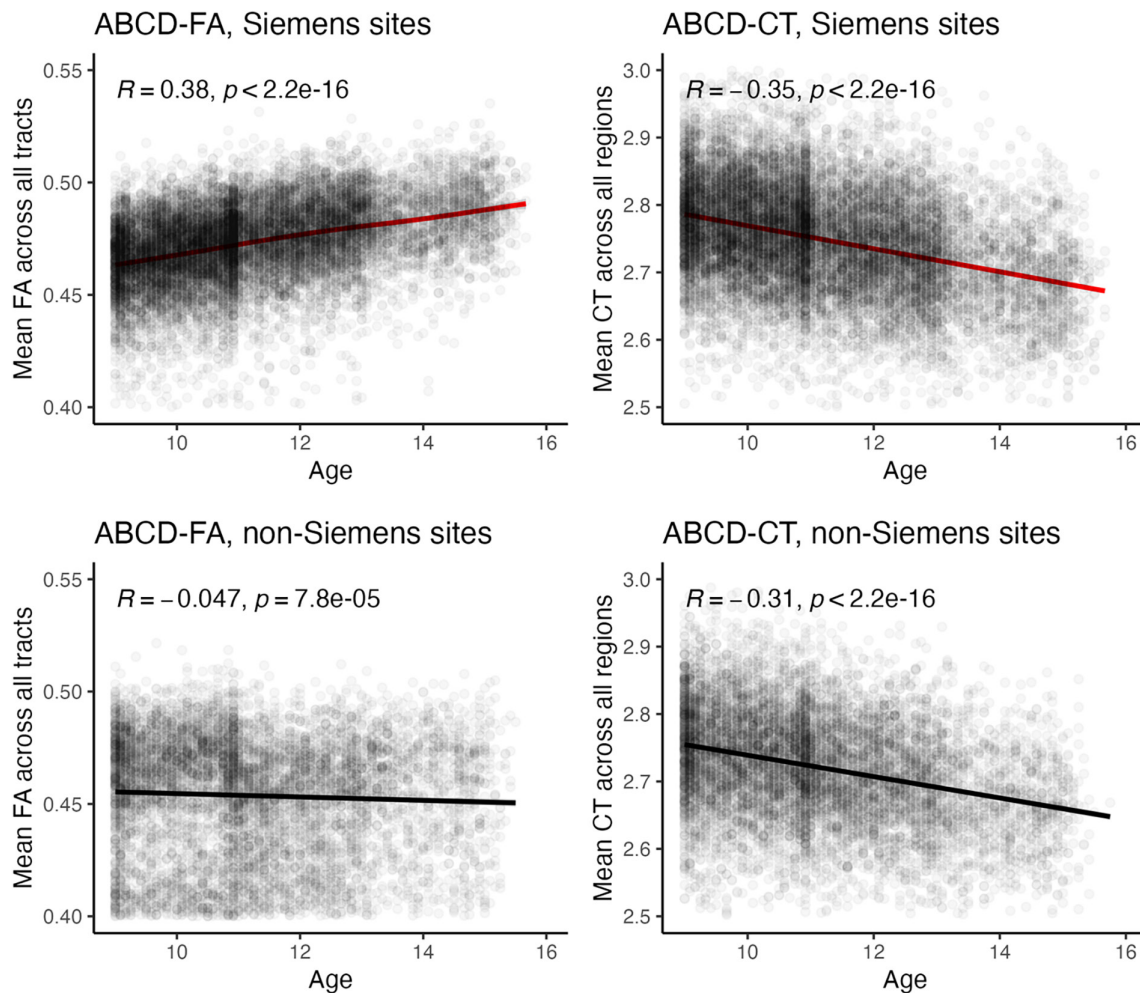 ABCD-FA, Siemens sites
R = 0.38, p < 2.2e-16
Mean FA across all tracts
0.55
0.50
0.45
0.40
10 12 14 16
Age
ABCD-CT, Siemens sites
R = −0.35, p < 2.2e-16
Mean CT across all regions
3.0
2.9
2.8
2.7
2.6
2.5
10 12 14 16
Age
ABCD-FA, non-Siemens sites
R = −0.047, p = 7.8e-05
Mean FA across all tracts
0.55
0.50
0.45
0.40
10 12 14 16
Age
ABCD-CT, non-Siemens sites
R = −0.31, p < 2.2e-16
Mean CT across all regions
3.0
2.9
2.8
2.7
2.6
2.5
10 12 14 16
Age